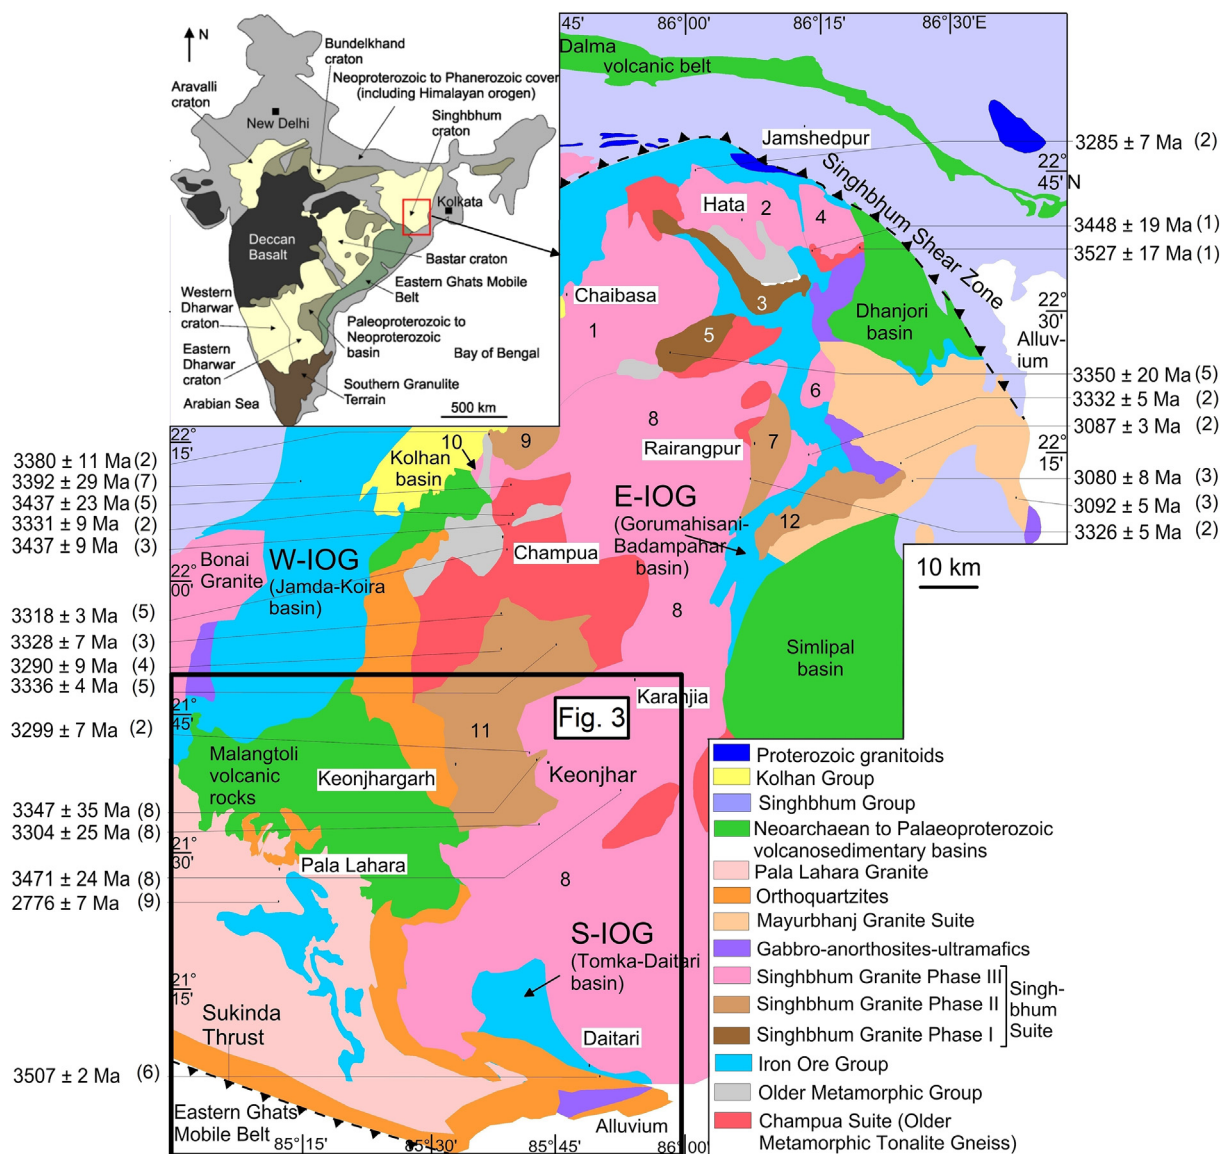 N
Bundelkhand
craton
Neoproterozoic to Phanerozoic cover
(including Himalayan orogen)
Aravalli
craton
Singhbhum
craton
New Delhi
Kolkata
Deccan
Basalt
Bastar craton
Eastern Ghats Mobile
Belt
Western
Dharwar
craton
Paleoproterozoic to
Neoproterozoic
basin
Bay of Bengal
Eastern
Dharwar
craton
Southern Granulite
Terrain
Arabian Sea
500 km
45'
86°00'
86°15'
86°30'E
Dalma
volcanic belt
Jamshedpur
Singhbhum Shear Zone
22°
45'N
Hata
2
4
Chaibasa
1
3
5
Dhanjori
basin
22°
30'
Alluv-
ium
6
8
Rairangpur
7
22°
15'
E-IOG
(Gorumahisani-
Badampahar
basin)
12
10 km
8
Simlipal
basin
3285 ± 7 Ma (2)
3448 ± 19 Ma (1)
3527 ± 17 Ma (1)
3350 ± 20 Ma (5)
3332 ± 5 Ma (2)
3087 ± 3 Ma (2)
3080 ± 8 Ma (3)
3092 ± 5 Ma (3)
3326 ± 5 Ma (2)
22°
15'
10
Kolhan
basin
9
Bonai
Granite
W-IOG
(Jamda-Koira
basin)
Champua
22°
00'
3380 ± 11 Ma (2)
3392 ± 29 Ma (7)
3437 ± 23 Ma (5)
3331 ± 9 Ma (2)
3437 ± 9 Ma (3)
3318 ± 3 Ma (5)
3328 ± 7 Ma (3)
3290 ± 9 Ma (4)
3336 ± 4 Ma (5)
3299 ± 7 Ma (2)
3347 ± 35 Ma (8)
3304 ± 25 Ma (8)
3471 ± 24 Ma (8)
2776 ± 7 Ma (9)
3507 ± 2 Ma (6)
21°
45'
Karanjia
Fig. 3
11
Malangtoli
volcanic
rocks
Keonjhargarh
Keonjhar
21°
30'
Pala Lahara
8
S-IOG
(Tomka-Daitari
basin)
21°
15'
Sukinda
Thrust
Daitari
Eastern Ghats
Mobile Belt
Alluvium
85°15'
85°30'
85°45'
86°00'
Proterozoic granitoids
Kolhan Group
Singhbhum Group
Neoarchaean to Palaeoproterozoic
volcanosedimentary basins
Pala Lahara Granite
Orthoquartzites
Mayurbhanj Granite Suite
Gabbro-anorthosites-ultramafics
Singhbhum Granite Phase III
Singhbhum Granite Phase II
Singhbhum Granite Phase I
Singh-
bhum
Suite
Iron Ore Group
Older Metamorphic Group
Champua Suite (Older
Metamorphic Tonalite Gneiss)